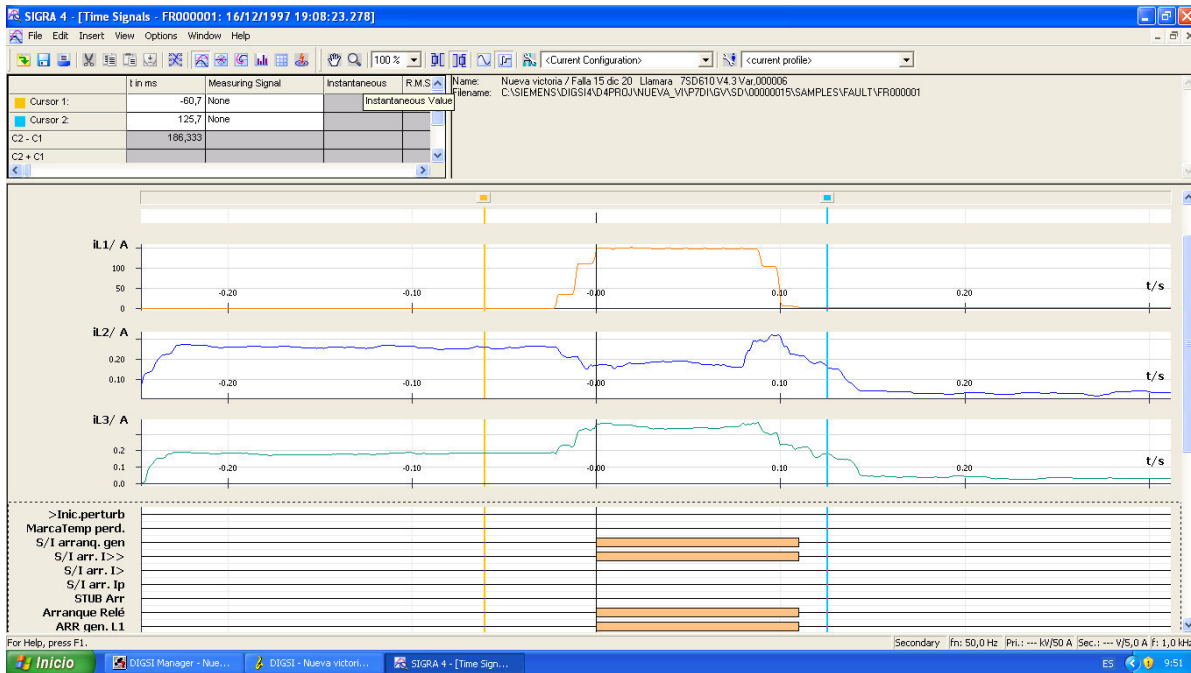 SIGRA 4 - [Time Signals - FR000001: 16/12/1997 19:08:23.278]
File Edit Insert View Options Window Help
100 % <Current Configuration> <current profile>
t in ms Measuring Signal Instantaneous R.M.S
Cursor 1: -60,7 None
Instantaneous Value
Cursor 2: 125,7 None
C2 - C1 186,333
C2 + C1
Name: Nueva victoria / Falla 15 dic 20 Llamara 7SD610 V4.3 Var,000006
Filename: C:\SIEMENS\DIGSI4\D4PROJ\NUEVA_VI\P7DI\GV\SD\00000015\SAMPLES\FAULT\FR000001
iL1/ A
100
50
0
-0.20 -0.10 -0.00 0.10 0.20
t/s
iL2/ A
0.20
0.10
-0.20 -0.10 -0.00 0.10 0.20
t/s
iL3/ A
0.2
0.1
0.0
-0.20 -0.10 -0.00 0.10 0.20
t/s
>Inic.perturb
MarcaTemp perd.
S/I arranq. gen
S/I arr. I>>
S/I arr. I>
S/I arr. Ip
STUB Arr
Arranque Relé
ARR gen. L1
For Help, press F1.
Secondary fn: 50,0 Hz Pri.: --- kV/50 A Sec.: --- V/5,0 A f: 1,0 kHz
Inicio DIGSI Manager - Nue... DIGSI - Nueva victori... SIGRA 4 - [Time Sign... ES 9:51